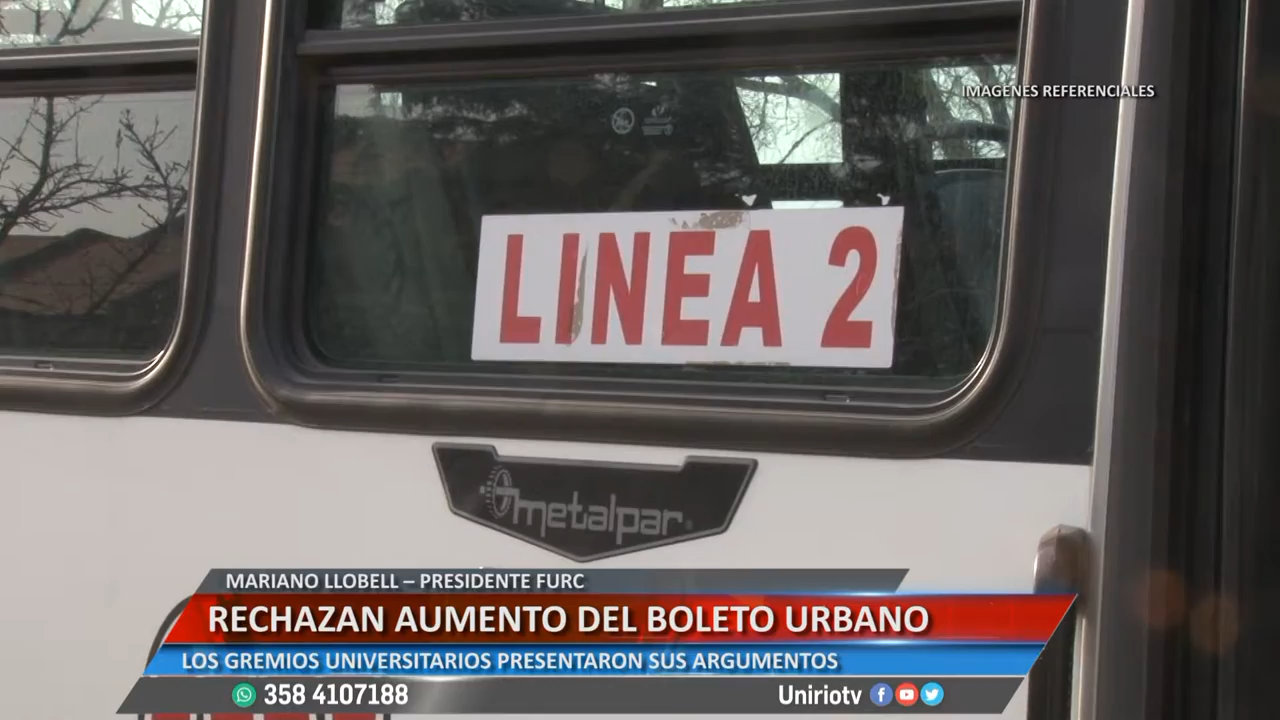 IMAGENES REFERENCIALES
LINEA 2
metalpar
MARIANO LLOBELL – PRESIDENTE FURC
RECHAZAN AUMENTO DEL BOLETO URBANO
LOS GREMIOS UNIVERSITARIOS PRESENTARON SUS ARGUMENTOS
358 4107188
Uniriotv